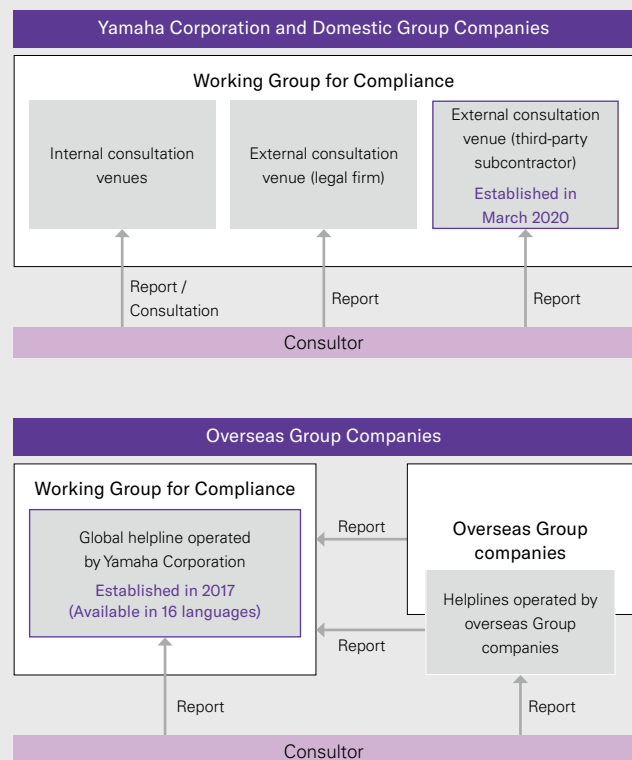 Yamaha Corporation and Domestic Group Companies
Working Group for Compliance
Internal consultation
venues
External consultation
venue (legal firm)
External consultation
venue (third-party
subcontractor)
Established in
March 2020
Report /
Consultation
Report
Report
Consultor
Overseas Group Companies
Working Group for Compliance
Global helpline operated
by Yamaha Corporation
Established in 2017
(Available in 16 languages)
Report
Overseas Group
companies
Helplines operated by
overseas Group
companies
Report
Report
Report
Consultor